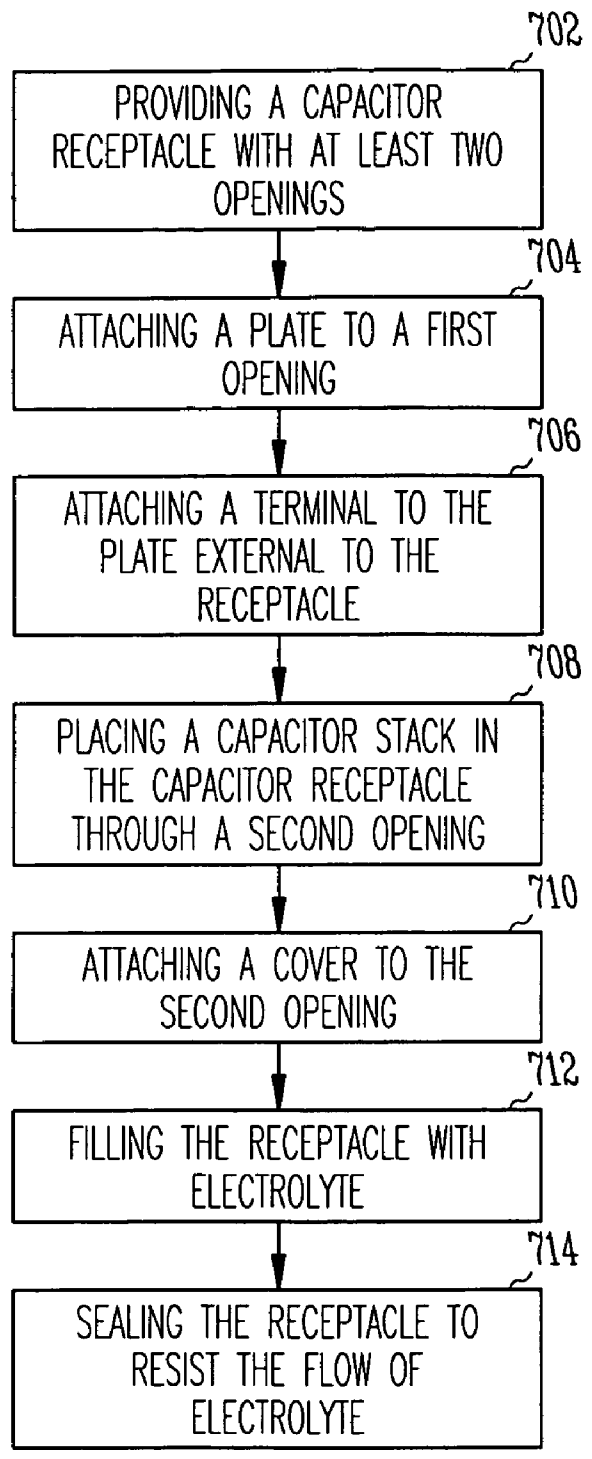 702
PROVIDING A CAPACITOR
RECEPTACLE WITH AT LEAST TWO
OPENINGS
704
ATTACHING A PLATE TO A FIRST
OPENING
706
ATTACHING A TERMINAL TO THE
PLATE EXTERNAL TO THE
RECEPTACLE
708
PLACING A CAPACITOR STACK IN
THE CAPACITOR RECEPTACLE
THROUGH A SECOND OPENING
710
ATTACHING A COVER TO THE
SECOND OPENING
712
FILLING THE RECEPTACLE WITH
ELECTROLYTE
714
SEALING THE RECEPTACLE TO
RESIST THE FLOW OF
ELECTROLYTE